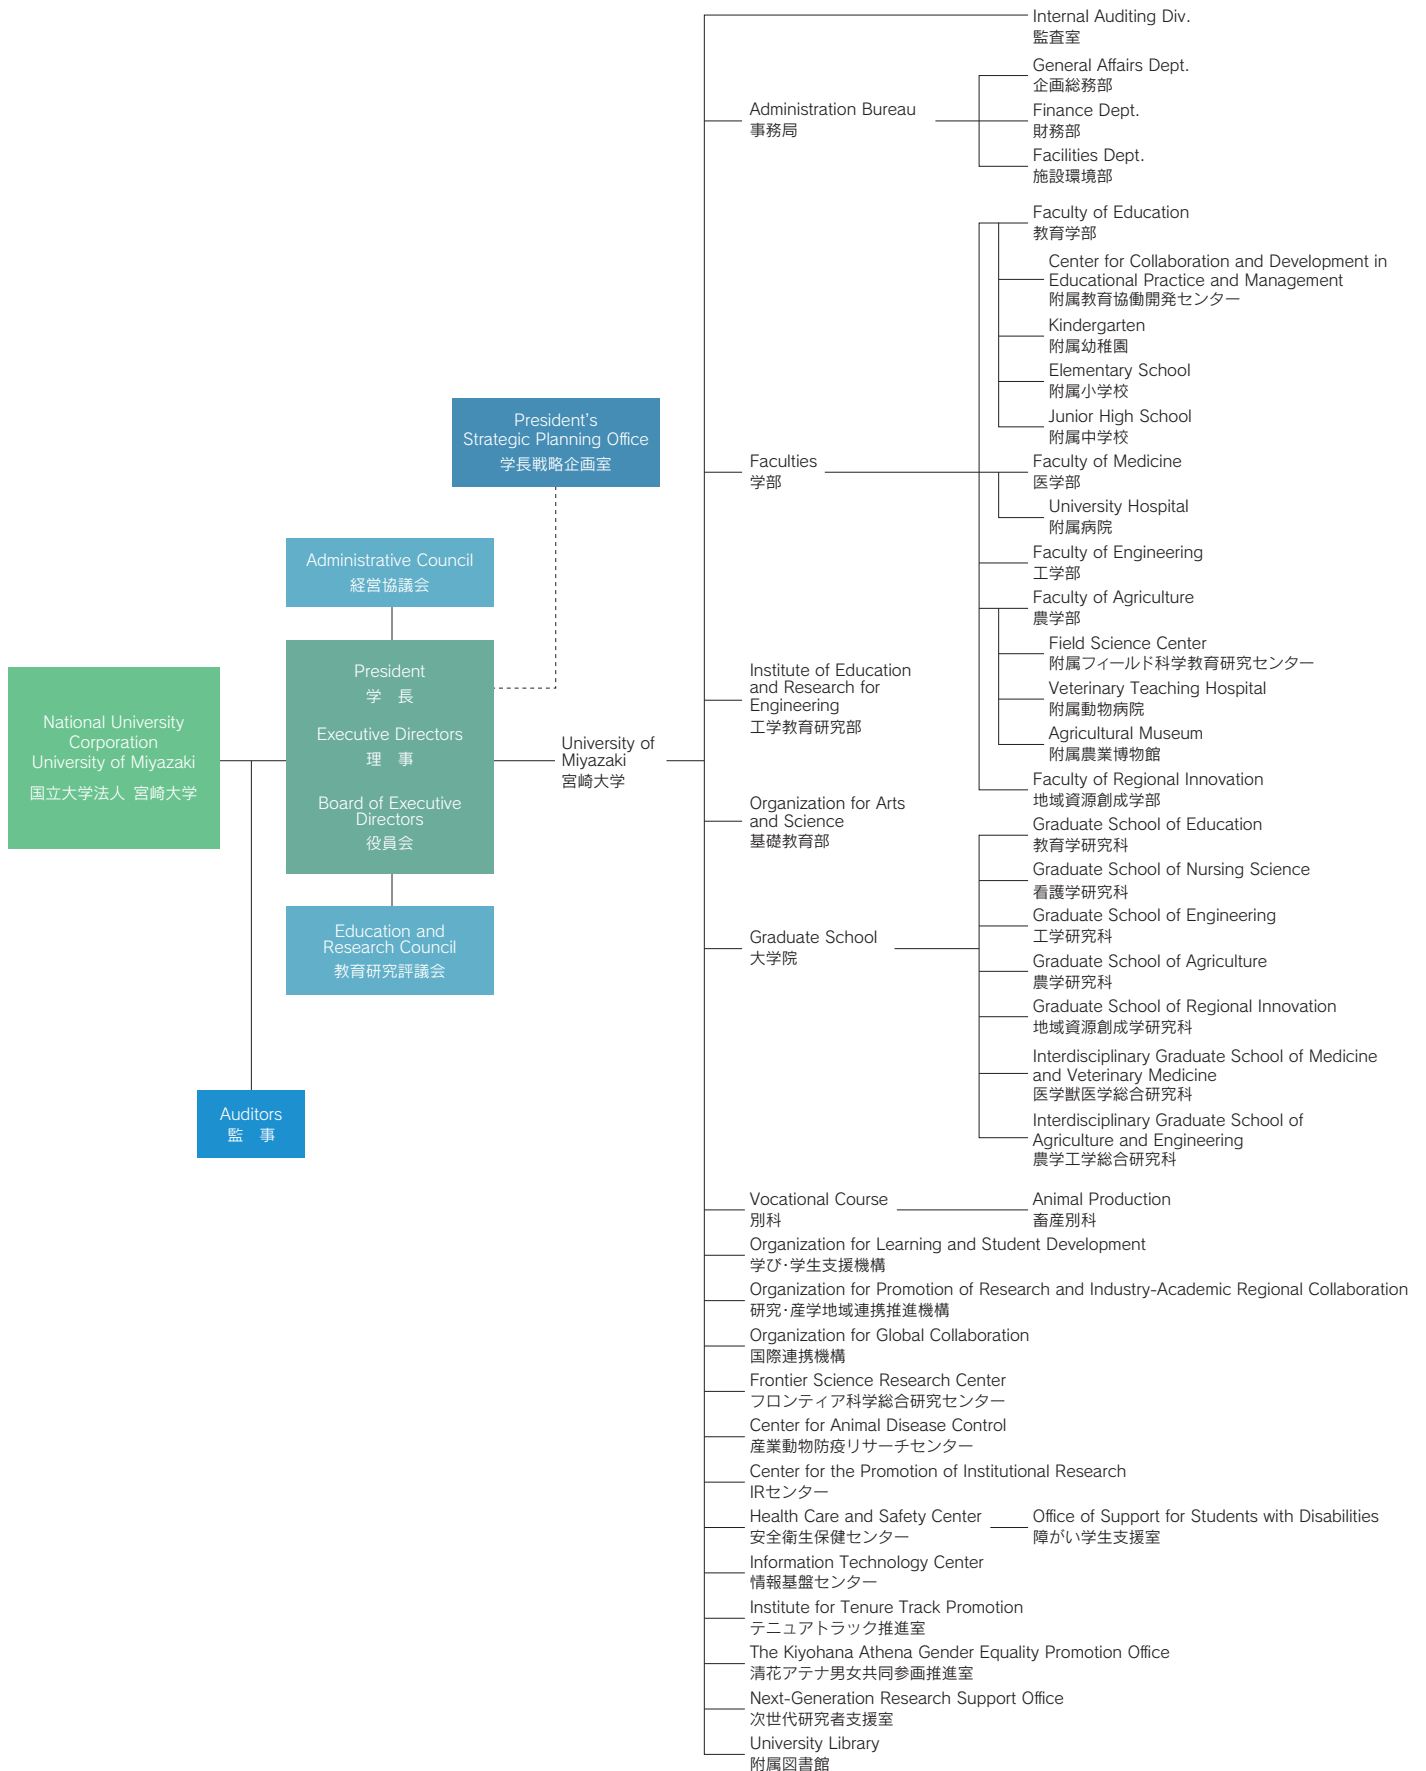 National University
Corporation
University of Miyazaki
国立大学法人 宮崎大学
President's
Strategic Planning Office
学長戦略企画室
Administrative Council
経営協議会
President
学　長
Executive Directors
理　事
Board of Executive
Directors
役員会
Education and
Research Council
教育研究評議会
Auditors
監　事
University of
Miyazaki
宮崎大学
Internal Auditing Div.
監査室
Administration Bureau
事務局
General Affairs Dept.
企画総務部
Finance Dept.
財務部
Facilities Dept.
施設環境部
Faculties
学部
Faculty of Education
教育学部
Center for Collaboration and Development in
Educational Practice and Management
附属教育協働開発センター
Kindergarten
附属幼稚園
Elementary School
附属小学校
Junior High School
附属中学校
Faculty of Medicine
医学部
University Hospital
附属病院
Faculty of Engineering
工学部
Faculty of Agriculture
農学部
Field Science Center
附属フィールド科学教育研究センター
Veterinary Teaching Hospital
附属動物病院
Agricultural Museum
附属農業博物館
Faculty of Regional Innovation
地域資源創成学部
Institute of Education
and Research for
Engineering
工学教育研究部
Organization for Arts
and Science
基礎教育部
Graduate School
大学院
Graduate School of Education
教育学研究科
Graduate School of Nursing Science
看護学研究科
Graduate School of Engineering
工学研究科
Graduate School of Agriculture
農学研究科
Graduate School of Regional Innovation
地域資源創成学研究科
Interdisciplinary Graduate School of Medicine
and Veterinary Medicine
医学獣医学総合研究科
Interdisciplinary Graduate School of
Agriculture and Engineering
農学工学総合研究科
Vocational Course
別科
Animal Production
畜産別科
Organization for Learning and Student Development
学び･学生支援機構
Organization for Promotion of Research and Industry-Academic Regional Collaboration
研究･産学地域連携推進機構
Organization for Global Collaboration
国際連携機構
Frontier Science Research Center
フロンティア科学総合研究センター
Center for Animal Disease Control
産業動物防疫リサーチセンター
Center for the Promotion of Institutional Research
IRセンター
Health Care and Safety Center
安全衛生保健センター
Office of Support for Students with Disabilities
障がい学生支援室
Information Technology Center
情報基盤センター
Institute for Tenure Track Promotion
テニュアトラック推進室
The Kiyohana Athena Gender Equality Promotion Office
清花アテナ男女共同参画推進室
Next-Generation Research Support Office
次世代研究者支援室
University Library
附属図書館